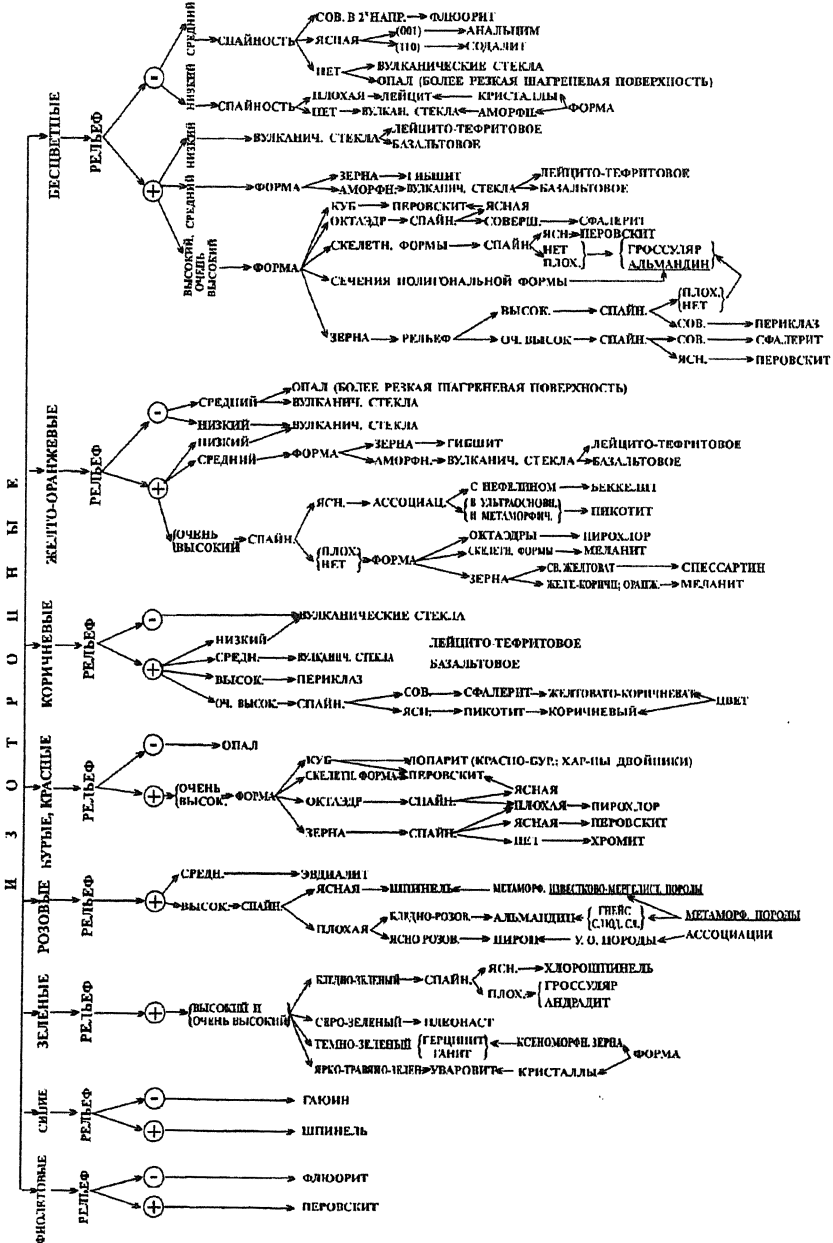 ИЗОТРОПНЫЕ
БЕСЦВЕТНЫЕ
РЕЛЬЕФ
-
СРЕДНИЙ
СПАЙНОСТЬ
СОВ. В 2х НАПР. ФЛЮОРИТ
ЯСНАЯ (001) АНАЛЬЦИМ
(110) СОДАЛИТ
НЕТ ВУЛКАНИЧЕСКИЕ СТЕКЛА
ОПАЛ (БОЛЕЕ РЕЗКАЯ ШАГРЕНЕВАЯ ПОВЕРХНОСТЬ)
НИЗКИЙ
СПАЙНОСТЬ
ПЛОХАЯ ЛЕЙЦИТ КРИСТАЛЛЫ
НЕТ ВУЛКАН. СТЕКЛА АМОРФН. ФОРМА
+
НИЗКИЙ
ВУЛКАНИЧ. СТЕКЛА ЛЕЙЦИТО-ТЕФРИТОВОЕ
БАЗАЛЬТОВОЕ
СРЕДНИЙ
ФОРМА
ЗЕРНА ГИБШИТ
АМОРФН. ВУЛКАНИЧ. СТЕКЛА ЛЕЙЦИТО-ТЕФРИТОВОЕ
БАЗАЛЬТОВОЕ
ВЫСОКИЙ, ОЧЕНЬ ВЫСОКИЙ
ФОРМА
КУБ ПЕРОВСКИТ ЯСНАЯ
ОКТАЭДР СПАЙН. СОВЕРШ. СФАЛЕРИТ
СКЕЛЕТН. ФОРМЫ СПАЙН. ЯСН. ПЕРОВСКИТ
НЕТ
ПЛОХ.
ГРОССУЛЯР
АЛЬМАНДИН
СЕЧЕНИЯ ПОЛИГОНАЛЬНОЙ ФОРМЫ
ЗЕРНА РЕЛЬЕФ
ВЫСОК. СПАЙН.
ПЛОХ.
НЕТ
СОВ. ПЕРИКЛАЗ
ОЧ. ВЫСОК СПАЙН. СОВ. СФАЛЕРИТ
ЯСН. ПЕРОВСКИТ
ЖЕЛТО-ОРАНЖЕВЫЕ
РЕЛЬЕФ
-
СРЕДНИЙ ОПАЛ (БОЛЕЕ РЕЗКАЯ ШАГРЕНЕВАЯ ПОВЕРХНОСТЬ)
ВУЛКАНИЧ. СТЕКЛА
НИЗКИЙ ВУЛКАНИЧ. СТЕКЛА
+
НИЗКИЙ
СРЕДНИЙ ФОРМА
ЗЕРНА ГИБШИТ
АМОРФН. ВУЛКАНИЧ. СТЕКЛА ЛЕЙЦИТО-ТЕФРИТОВОЕ
БАЗАЛЬТОВОЕ
ОЧЕНЬ
ВЫСОКИЙ
СПАЙН.
ЯСН. АССОЦИАЦ.
С НЕФЕЛИНОМ БЕККЕЛИТ
В УЛЬТРАОСНОВН.
И МЕТАМОРФИЧ.
ПИКОТИТ
ПЛОХ.
НЕТ
ФОРМА
ОКТАЭДРЫ ПИРОХЛОР
СКЕЛЕТН. ФОРМЫ МЕЛАНИТ
ЗЕРНА
СВ. ЖЕЛТОВАТ СПЕССАРТИН
ЖЕЛТ-КОРИЧН; ОРАНЖ. МЕЛАНИТ
КОРИЧНЕВЫЕ
РЕЛЬЕФ
-
ВУЛКАНИЧЕСКИЕ СТЕКЛА
+
НИЗКИЙ ЛЕЙЦИТО-ТЕФРИТОВОЕ
СРЕДН. ВУЛКАНИЧ. СТЕКЛА БАЗАЛЬТОВОЕ
ВЫСОК. ПЕРИКЛАЗ
ОЧ. ВЫСОК. СПАЙН.
СОВ. СФАЛЕРИТ ЖЕЛТОВАТО-КОРИЧНЕВАТ
ЯСН. ПИКОТИТ КОРИЧНЕВЫЙ ЦВЕТ
БУРЫЕ, КРАСНЫЕ
РЕЛЬЕФ
-
ОПАЛ
+
ОЧЕНЬ
ВЫСОК.
ФОРМА
КУБ ЛОПАРИТ (КРАСНО-БУР.; ХАР-НЫ ДВОЙНИКИ)
СКЕЛЕТН. ФОРМА ПЕРОВСКИТ
ОКТАЭДР СПАЙН. ЯСНАЯ
ПЛОХАЯ ПИРОХЛОР
ЗЕРНА СПАЙН. ЯСНАЯ ПЕРОВСКИТ
НЕТ ХРОМИТ
РОЗОВЫЕ
РЕЛЬЕФ
+
СРЕДН. ЭВДИАЛИТ
ВЫСОК. СПАЙН.
ЯСНАЯ ШПИНЕЛЬ МЕТАМОРФ. ИЗВЕСТКОВО-МЕРГЕЛИСТ. ПОРОДЫ
ПЛОХАЯ
БЛЕДНО-РОЗОВ. АЛЬМАНДИН
ГНЕЙС
СЛЮД. СЛ.
МЕТАМОРФ. ПОРОДЫ
ЯСНО РОЗОВ. ПИРОП У. О. ПОРОДЫ АССОЦИАЦИИ
ЗЕЛЕНЫЕ
РЕЛЬЕФ
+
ВЫСОКИЙ И
ОЧЕНЬ ВЫСОКИЙ
БЛЕДНО-ЗЕЛЕНЫЙ СПАЙН. ЯСН. ХЛОРОШПИНЕЛЬ
ПЛОХ. ГРОССУЛЯР
АНДРАДИТ
СЕРО-ЗЕЛЕНЫЙ ПЛЕОНАСТ
ТЕМНО-ЗЕЛЕНЫЙ ГЕРЦИНИТ
ГАНИТ
КСЕНОМОРФН. ЗЕРНА
ФОРМА
ЯРКО-ТРАВЯНО-ЗЕЛЕН УВАРОВИТ КРИСТАЛЛЫ
СИНИЕ
РЕЛЬЕФ
-
ГАЮИН
+
ШПИНЕЛЬ
ФИОЛЕТОВЫЕ
РЕЛЬЕФ
-
ФЛЮОРИТ
+
ПЕРОВСКИТ